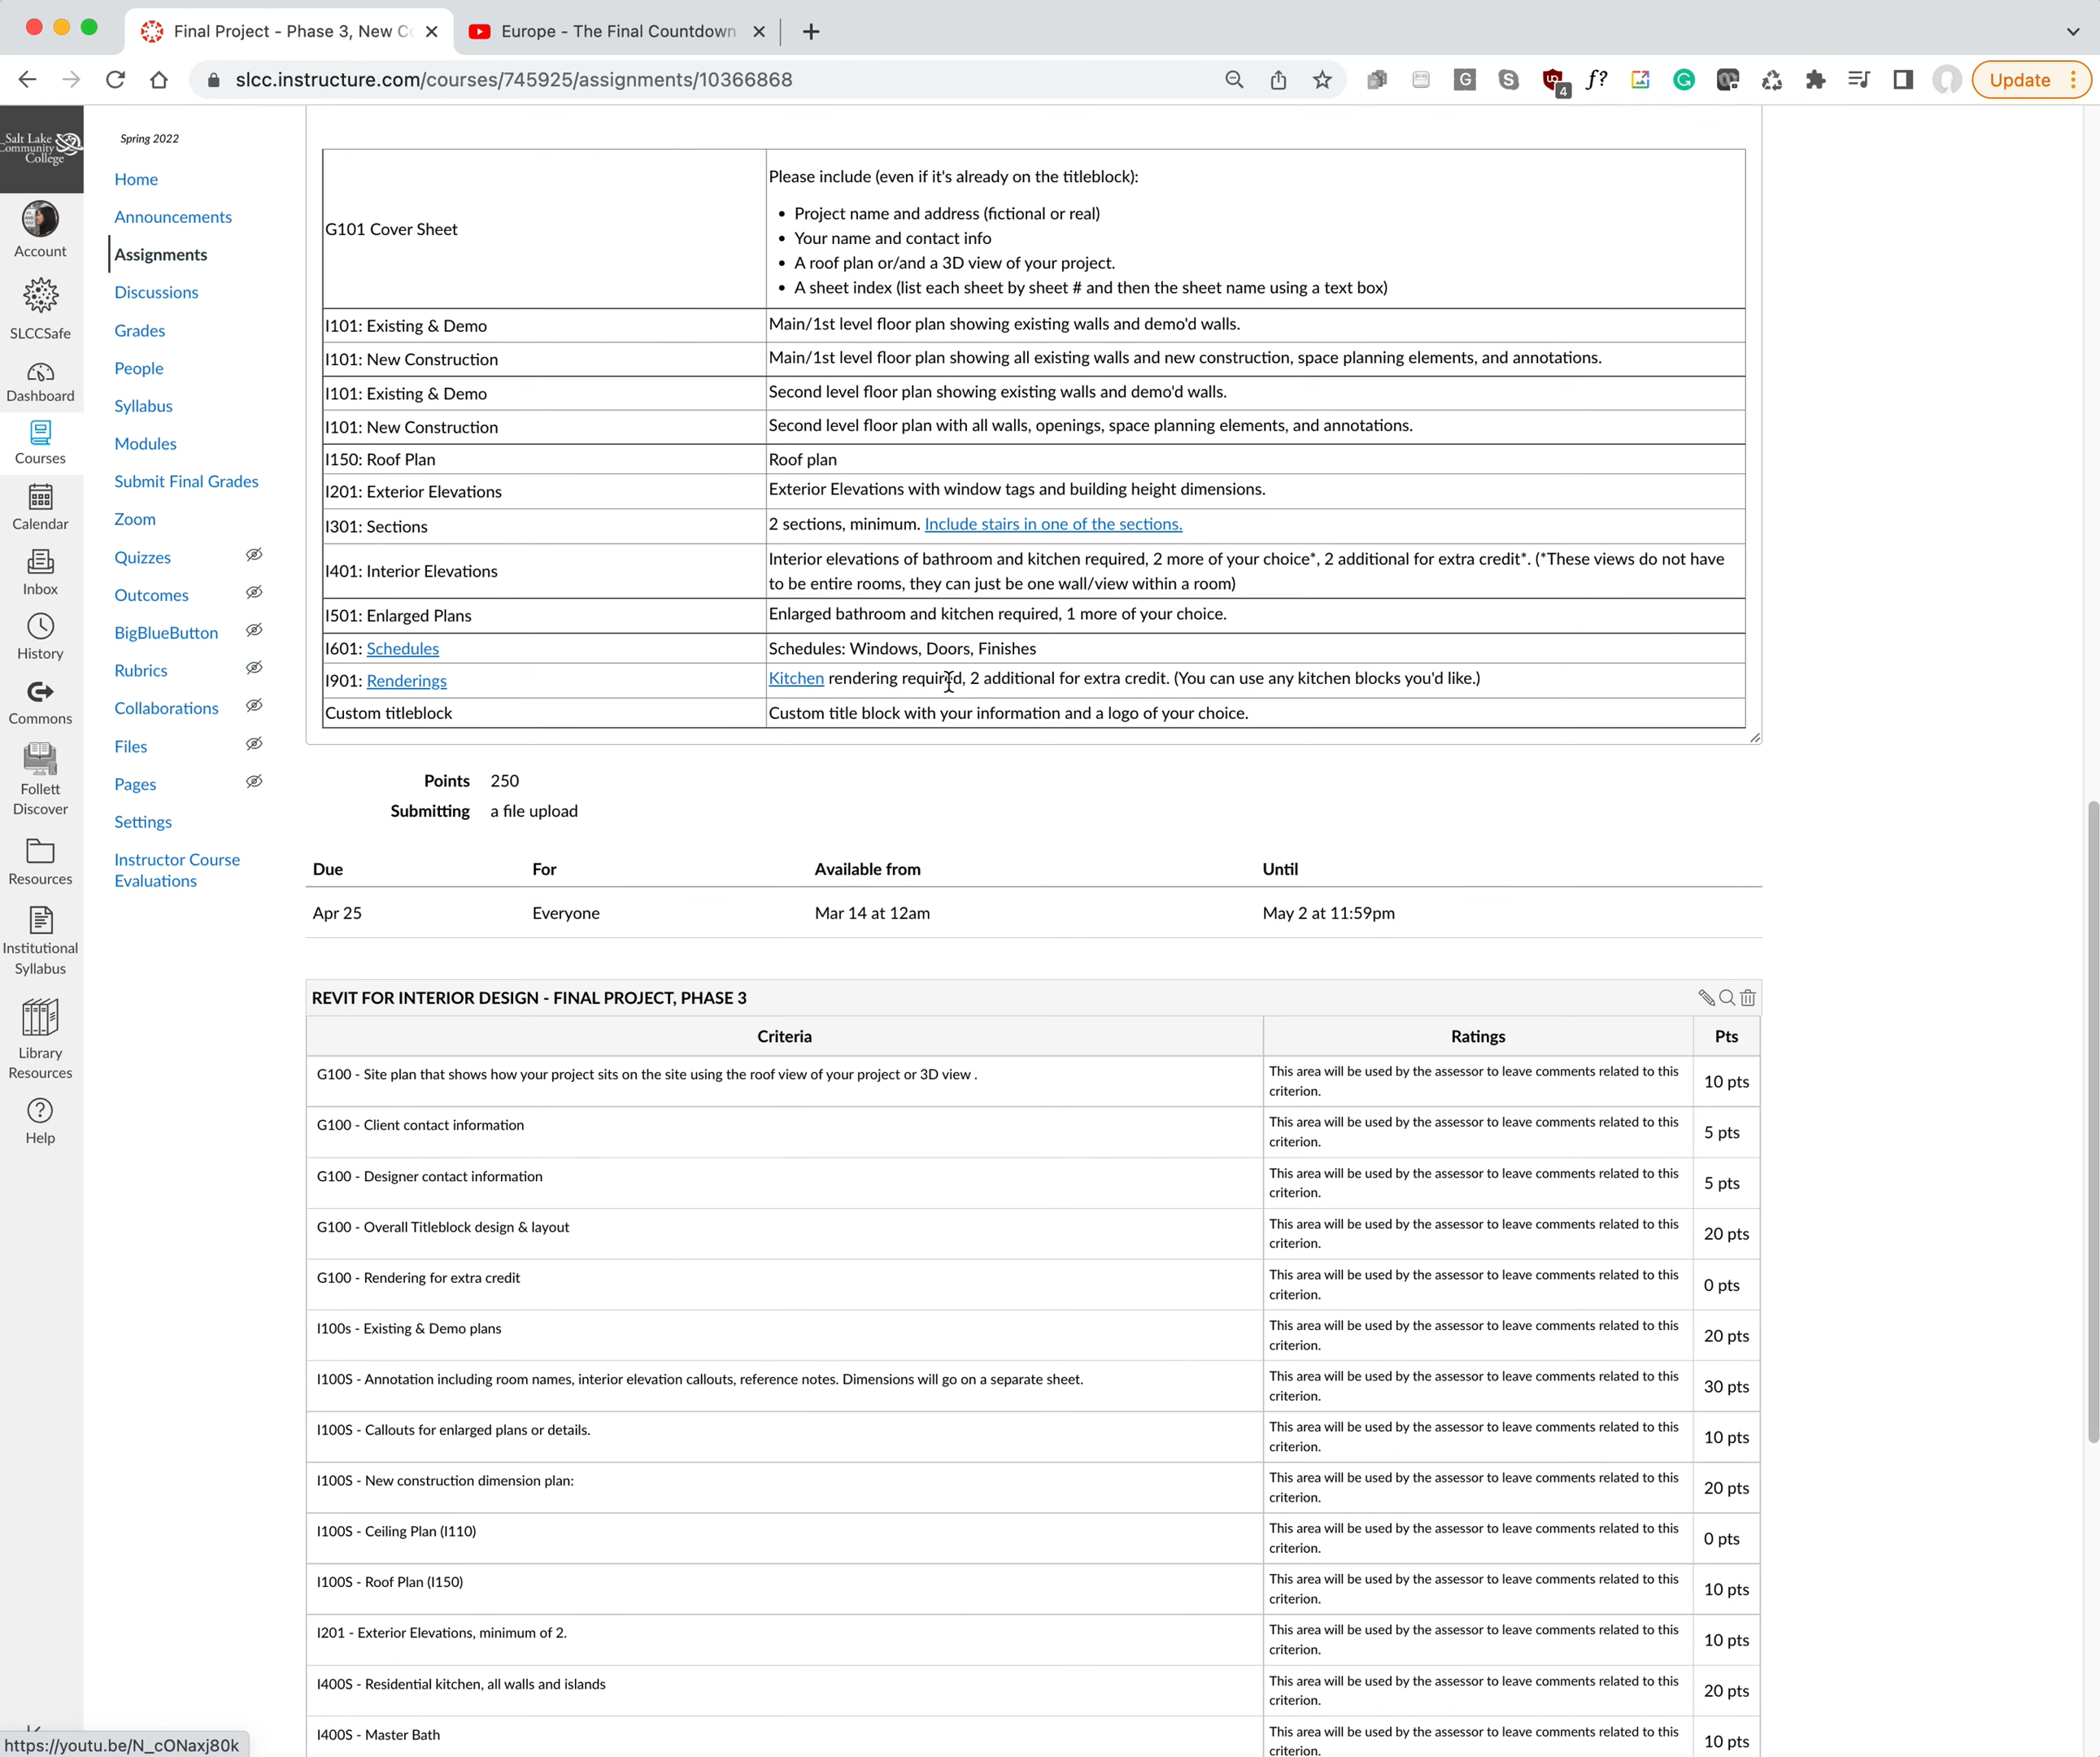 Final Project - Phase 3, New Co
Europe - The Final Countdown
slcc.instructure.com/courses/745925/assignments/10366868
4
f?
Update
Salt Lake
Community
College
Account
SLCCSafe
Dashboard
Courses
Calendar
Inbox
History
Commons
Follett
Discover
Resources
Institutional
Syllabus
Library
Resources
Help
Spring 2022
Home
Announcements
Assignments
Discussions
Grades
People
Syllabus
Modules
Submit Final Grades
Zoom
Quizzes
Outcomes
BigBlueButton
Rubrics
Collaborations
Files
Pages
Settings
Instructor Course
Evaluations
G101 Cover Sheet
Please include (even if it's already on the titleblock):
• Project name and address (fictional or real)
• Your name and contact info
• A roof plan or/and a 3D view of your project.
• A sheet index (list each sheet by sheet # and then the sheet name using a text box)
I101: Existing & Demo Main/1st level floor plan showing existing walls and demo'd walls.
I101: New Construction Main/1st level floor plan showing all existing walls and new construction, space planning elements, and annotations.
I101: Existing & Demo Second level floor plan showing existing walls and demo'd walls.
I101: New Construction Second level floor plan with all walls, openings, space planning elements, and annotations.
I150: Roof Plan Roof plan
I201: Exterior Elevations Exterior Elevations with window tags and building height dimensions.
I301: Sections 2 sections, minimum. Include stairs in one of the sections.
I401: Interior Elevations
Interior elevations of bathroom and kitchen required, 2 more of your choice*, 2 additional for extra credit*. (*These views do not have
to be entire rooms, they can just be one wall/view within a room)
I501: Enlarged Plans Enlarged bathroom and kitchen required, 1 more of your choice.
I601: Schedules Schedules: Windows, Doors, Finishes
I901: Renderings Kitchen rendering required, 2 additional for extra credit. (You can use any kitchen blocks you'd like.)
Custom titleblock Custom title block with your information and a logo of your choice.
Points 250
Submitting a file upload
Due For Available from Until
Apr 25 Everyone Mar 14 at 12am May 2 at 11:59pm
REVIT FOR INTERIOR DESIGN - FINAL PROJECT, PHASE 3
Criteria Ratings Pts
G100 - Site plan that shows how your project sits on the site using the roof view of your project or 3D view .
This area will be used by the assessor to leave comments related to this
criterion.
10 pts
G100 - Client contact information
This area will be used by the assessor to leave comments related to this
criterion.
5 pts
G100 - Designer contact information
This area will be used by the assessor to leave comments related to this
criterion.
5 pts
G100 - Overall Titleblock design & layout
This area will be used by the assessor to leave comments related to this
criterion.
20 pts
G100 - Rendering for extra credit
This area will be used by the assessor to leave comments related to this
criterion.
0 pts
I100s - Existing & Demo plans
This area will be used by the assessor to leave comments related to this
criterion.
20 pts
I100S - Annotation including room names, interior elevation callouts, reference notes. Dimensions will go on a separate sheet.
This area will be used by the assessor to leave comments related to this
criterion.
30 pts
I100S - Callouts for enlarged plans or details.
This area will be used by the assessor to leave comments related to this
criterion.
10 pts
I100S - New construction dimension plan:
This area will be used by the assessor to leave comments related to this
criterion.
20 pts
I100S - Ceiling Plan (I110)
This area will be used by the assessor to leave comments related to this
criterion.
0 pts
I100S - Roof Plan (I150)
This area will be used by the assessor to leave comments related to this
criterion.
10 pts
I201 - Exterior Elevations, minimum of 2.
This area will be used by the assessor to leave comments related to this
criterion.
10 pts
I400S - Residential kitchen, all walls and islands
This area will be used by the assessor to leave comments related to this
criterion.
20 pts
I400S - Master Bath
This area will be used by the assessor to leave comments related to this
criterion.
10 pts
https://youtu.be/N_cONaxj80k